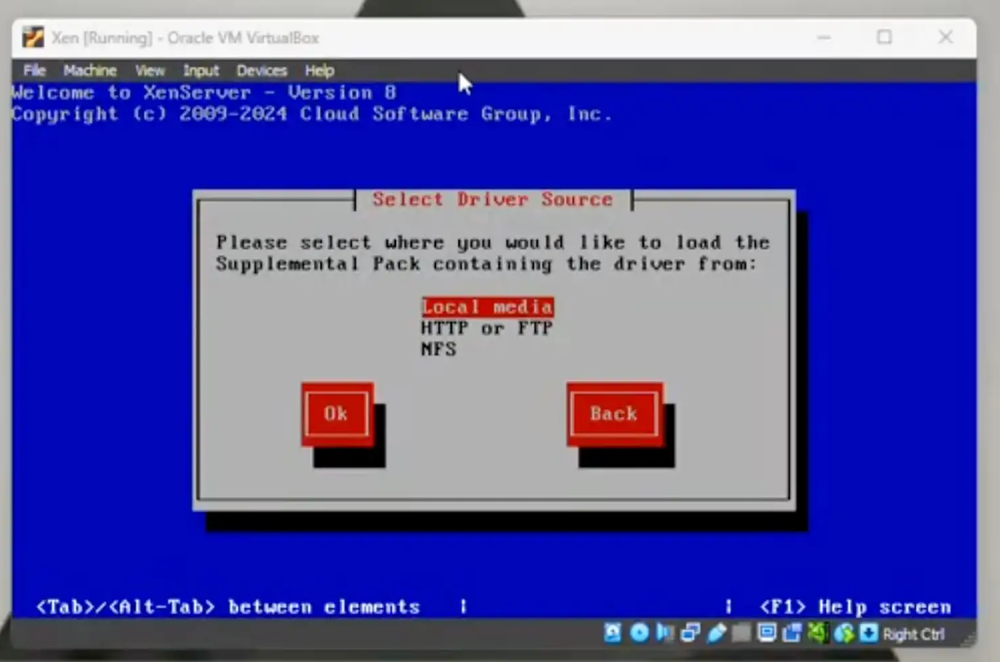 Xen [Running] - Oracle VM VirtualBox
File Machine View Input Devices Help
Welcome to XenServer - Version 8
Copyright (c) 2009-2024 Cloud Software Group, Inc.
Select Driver Source
Please select where you would like to load the
Supplemental Pack containing the driver from:
Local media
HTTP or FTP
NFS
Ok Back
<Tab>/<Alt-Tab> between elements | | <F1> Help screen
Right Ctrl